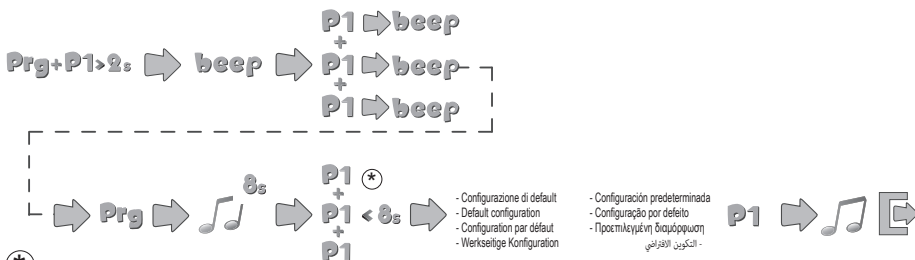 P1 beep
+
Prg+P1>2s beep P1 beep
+
P1 beep
P1 (*)
+
Prg 8s P1 < 8s
+
P1
- Configurazione di default
- Default configuration
- Configuration par défaut
- Werkseitige Konfiguration
- Configuración predeterminada
- Configuração por defeito
- Προεπιλεγμένη διαμόρφωση
- التكوين الافتراضي
P1
(*)